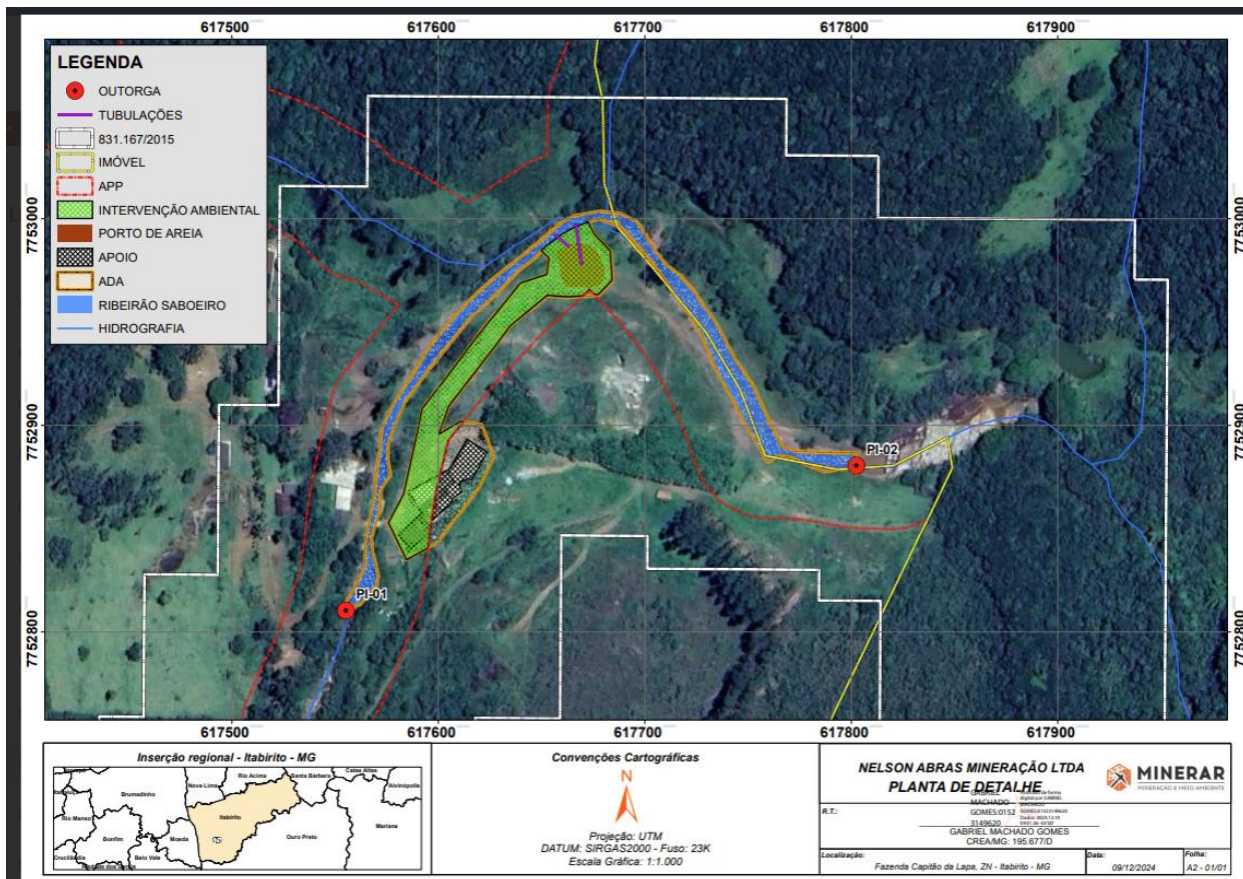 617500 617600 617700 617800 617900
LEGENDA
OUTORGA
TUBULAÇÕES
831.167/2015
IMÓVEL
APP
INTERVENÇÃO AMBIENTAL
PORTO DE AREIA
APOIO
ADA
RIBEIRÃO SABOEIRO
HIDROGRAFIA
7753000 7753000
7752900 7752900
7752800 7752800
PI-02
PI-01
617500 617600 617700 617800 617900
Inserção regional - Itabirito - MG
Rio Acima
Santa Bárbara
Catas Altas
Nova Lima
Alvinópolis
Brumadinho
Itabirito
Rio Manso
Mariana
Bonfim
Moeda
Ouro Preto
Belo Vale
Crucilândia
Convenções Cartográficas
N
Projeção: UTM
DATUM: SIRGAS2000 - Fuso: 23K
Escala Gráfica: 1:1.000
NELSON ABRAS MINERAÇÃO LTDA
PLANTA DE DETALHE
MINERAR
MINERAÇÃO E MEIO AMBIENTE
R.T.:
GABRIEL
MACHADO
GOMES:0152
3149620
GABRIEL MACHADO GOMES
CREA/MG: 195.677/D
Localização:
Fazenda Capitão da Lapa, ZN - Itabirito - MG
Data:
09/12/2024
Folha:
A2 - 01/01